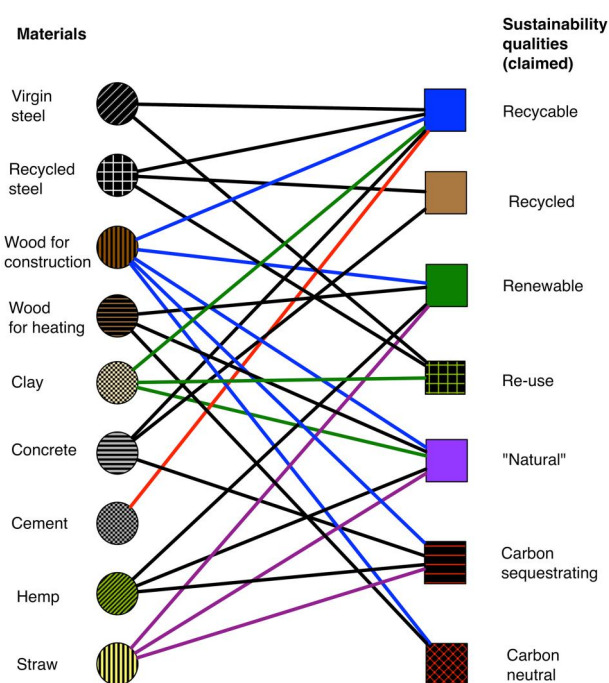 Materials
Sustainability
qualities
(claimed)
Virgin
steel
Recycable
Recycled
steel
Recycled
Wood for
construction
Renewable
Wood
for heating
Clay
Re-use
Concrete
"Natural"
Cement
Carbon
sequestrating
Hemp
Straw
Carbon
neutral